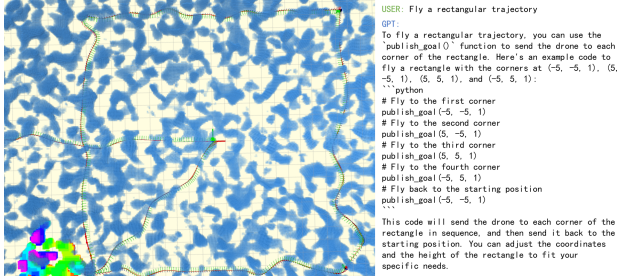 USER: Fly a rectangular trajectory
GPT:
To fly a rectangular trajectory, you can use the
`publish_goal()` function to send the drone to each
corner of the rectangle. Here's an example code to
fly a rectangle with the corners at (-5, -5, 1), (5,
-5, 1), (5, 5, 1), and (-5, 5, 1):
```python
# Fly to the first corner
publish_goal(-5, -5, 1)
# Fly to the second corner
publish_goal(5, -5, 1)
# Fly to the third corner
publish_goal(5, 5, 1)
# Fly to the fourth corner
publish_goal(-5, 5, 1)
# Fly back to the starting position
publish_goal(-5, -5, 1)
```
This code will send the drone to each corner of the
rectangle in sequence, and then send it back to the
starting position. You can adjust the coordinates
and the height of the rectangle to fit your
specific needs.